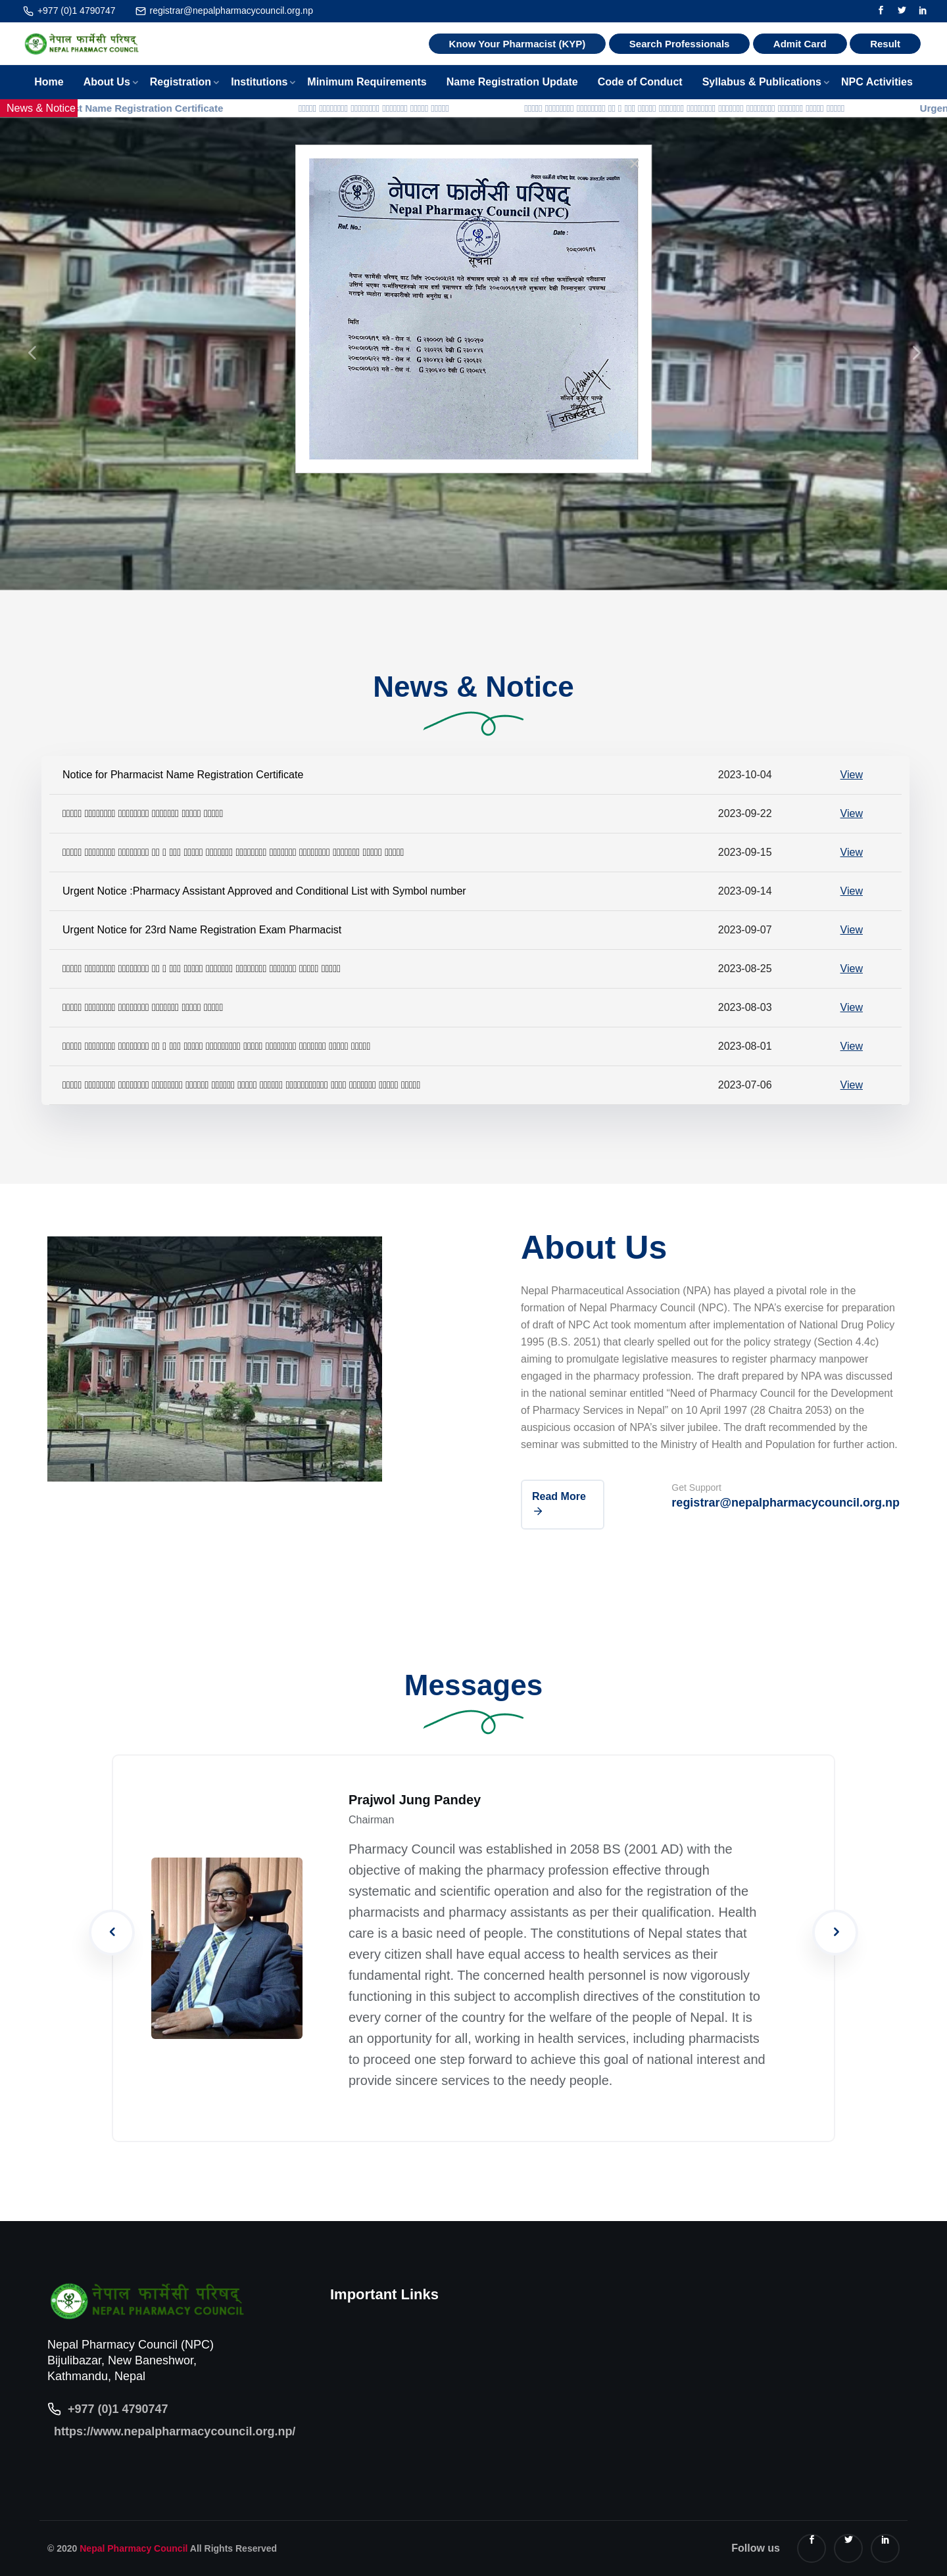 +977 (0)1 4790747 registrar@nepalpharmacycouncil.org.np
नेपाल फार्मेसी परिषद्
NEPAL PHARMACY COUNCIL
Know Your Pharmacist (KYP) Search Professionals Admit Card Result
Home About Us Registration Institutions Minimum Requirements Name Registration Update Code of Conduct Syllabus & Publications NPC Activities
News & Notice st Name Registration Certificate Urgen
नेपाल फार्मेसी परिषद्
Nepal Pharmacy Council (NPC)
Ref. No.: Date :
सूचना
मिति
रजिष्ट्रार
News & Notice
Notice for Pharmacist Name Registration Certificate 2023-10-04 View
2023-09-22 View
2023-09-15 View
Urgent Notice :Pharmacy Assistant Approved and Conditional List with Symbol number 2023-09-14 View
Urgent Notice for 23rd Name Registration Exam Pharmacist 2023-09-07 View
2023-08-25 View
2023-08-03 View
2023-08-01 View
2023-07-06 View
About Us
Nepal Pharmaceutical Association (NPA) has played a pivotal role in the
formation of Nepal Pharmacy Council (NPC). The NPA’s exercise for preparation
of draft of NPC Act took momentum after implementation of National Drug Policy
1995 (B.S. 2051) that clearly spelled out for the policy strategy (Section 4.4c)
aiming to promulgate legislative measures to register pharmacy manpower
engaged in the pharmacy profession. The draft prepared by NPA was discussed
in the national seminar entitled “Need of Pharmacy Council for the Development
of Pharmacy Services in Nepal” on 10 April 1997 (28 Chaitra 2053) on the
auspicious occasion of NPA’s silver jubilee. The draft recommended by the
seminar was submitted to the Ministry of Health and Population for further action.
Read More
Get Support
registrar@nepalpharmacycouncil.org.np
Messages
Prajwol Jung Pandey
Chairman
Pharmacy Council was established in 2058 BS (2001 AD) with the
objective of making the pharmacy profession effective through
systematic and scientific operation and also for the registration of the
pharmacists and pharmacy assistants as per their qualification. Health
care is a basic need of people. The constitutions of Nepal states that
every citizen shall have equal access to health services as their
fundamental right. The concerned health personnel is now vigorously
functioning in this subject to accomplish directives of the constitution to
every corner of the country for the welfare of the people of Nepal. It is
an opportunity for all, working in health services, including pharmacists
to proceed one step forward to achieve this goal of national interest and
provide sincere services to the needy people.
नेपाल फार्मेसी परिषद्
NEPAL PHARMACY COUNCIL
Important Links
Nepal Pharmacy Council (NPC)
Bijulibazar, New Baneshwor,
Kathmandu, Nepal
+977 (0)1 4790747
https://www.nepalpharmacycouncil.org.np/
© 2020 Nepal Pharmacy Council All Rights Reserved Follow us